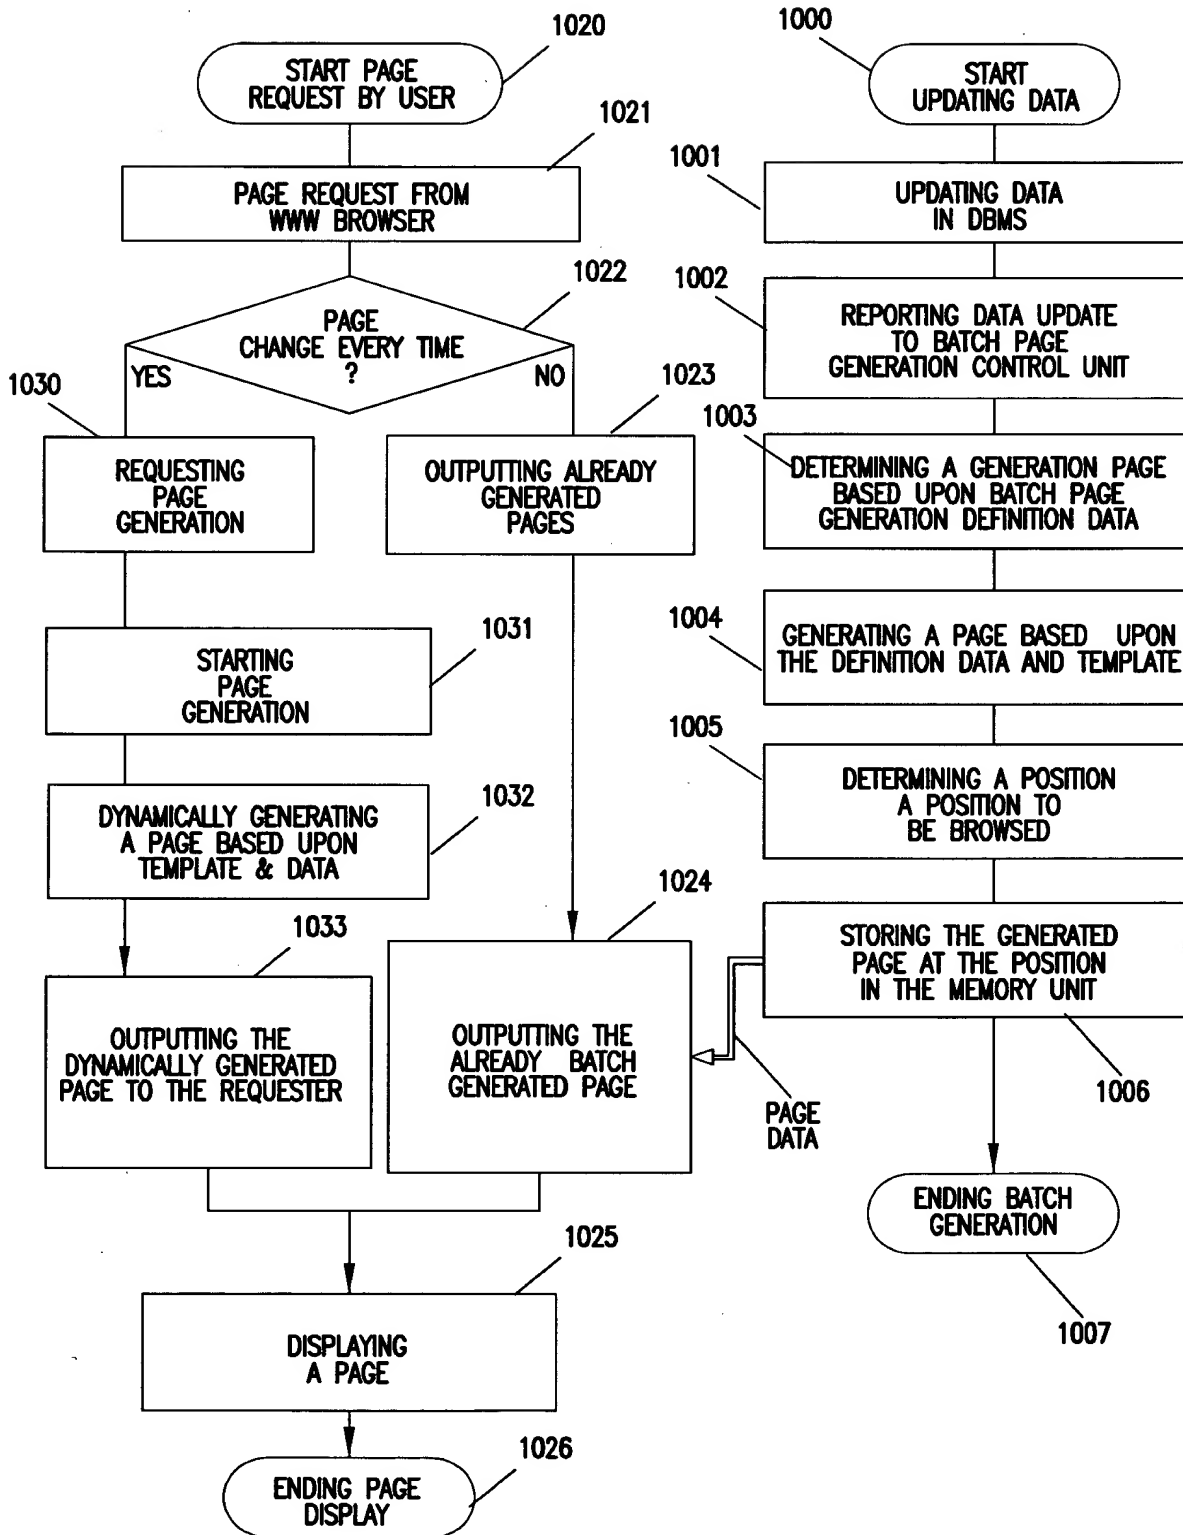 1020
START PAGE
REQUEST BY USER
1021
PAGE REQUEST FROM
WWW BROWSER
1022
PAGE
CHANGE EVERY TIME
?
YES
NO
1030
REQUESTING
PAGE
GENERATION
1023
OUTPUTTING ALREADY
GENERATED
PAGES
1031
STARTING
PAGE
GENERATION
1032
DYNAMICALLY GENERATING
A PAGE BASED UPON
TEMPLATE & DATA
1033
OUTPUTTING THE
DYNAMICALLY GENERATED
PAGE TO THE REQUESTER
1024
OUTPUTTING THE
ALREADY BATCH
GENERATED PAGE
PAGE
DATA
1025
DISPLAYING
A PAGE
1026
ENDING PAGE
DISPLAY
1000
START
UPDATING DATA
1001
UPDATING DATA
IN DBMS
1002
REPORTING DATA UPDATE
TO BATCH PAGE
GENERATION CONTROL UNIT
1003
DETERMINING A GENERATION PAGE
BASED UPON BATCH PAGE
GENERATION DEFINITION DATA
1004
GENERATING A PAGE BASED UPON
THE DEFINITION DATA AND TEMPLATE
1005
DETERMINING A POSITION
A POSITION TO
BE BROWSED
STORING THE GENERATED
PAGE AT THE POSITION
IN THE MEMORY UNIT
1006
ENDING BATCH
GENERATION
1007